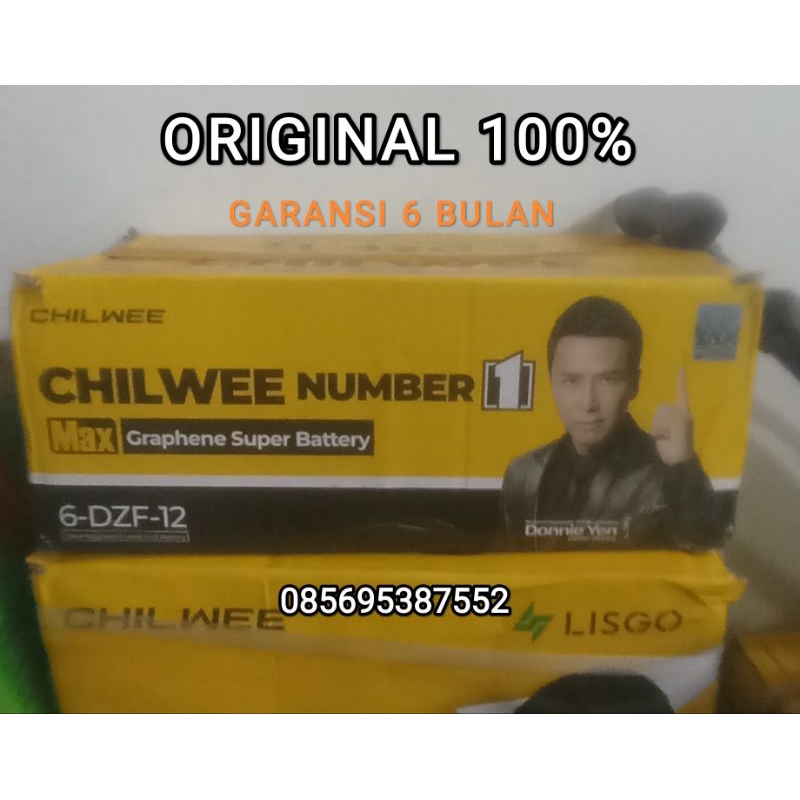 ORIGINAL 100%
GARANSI 6 BULAN
CHILWEE
CHILWEE NUMBER 1
Max Graphene Super Battery
6-DZF-12
Donnie Yen
085695387552
CHILWEE
LISGO